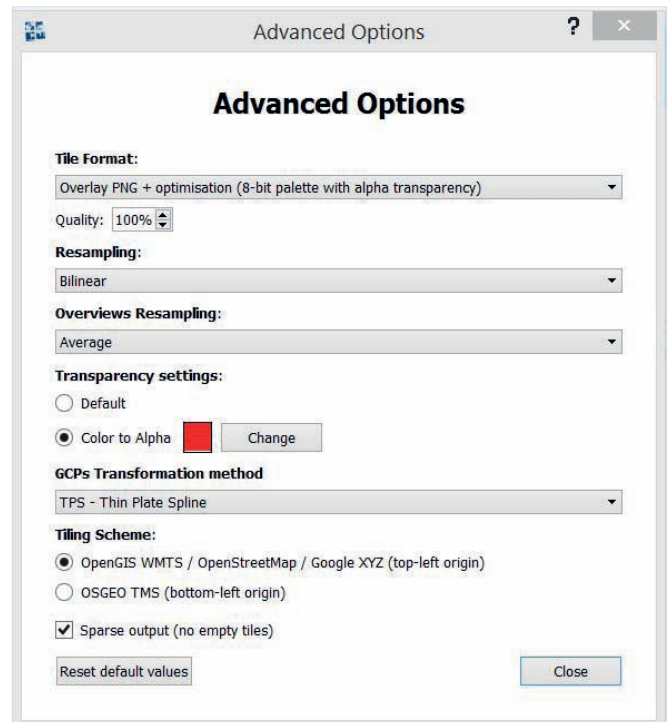 Advanced Options
?
×
Advanced Options
Tile Format:
Overlay PNG + optimisation (8-bit palette with alpha transparency)
Quality: 100%
Resampling:
Bilinear
Overviews Resampling:
Average
Transparency settings:
Default
Color to Alpha Change
GCPs Transformation method
TPS - Thin Plate Spline
Tiling Scheme:
OpenGIS WMTS / OpenStreetMap / Google XYZ (top-left origin)
OSGEO TMS (bottom-left origin)
Sparse output (no empty tiles)
Reset default values Close